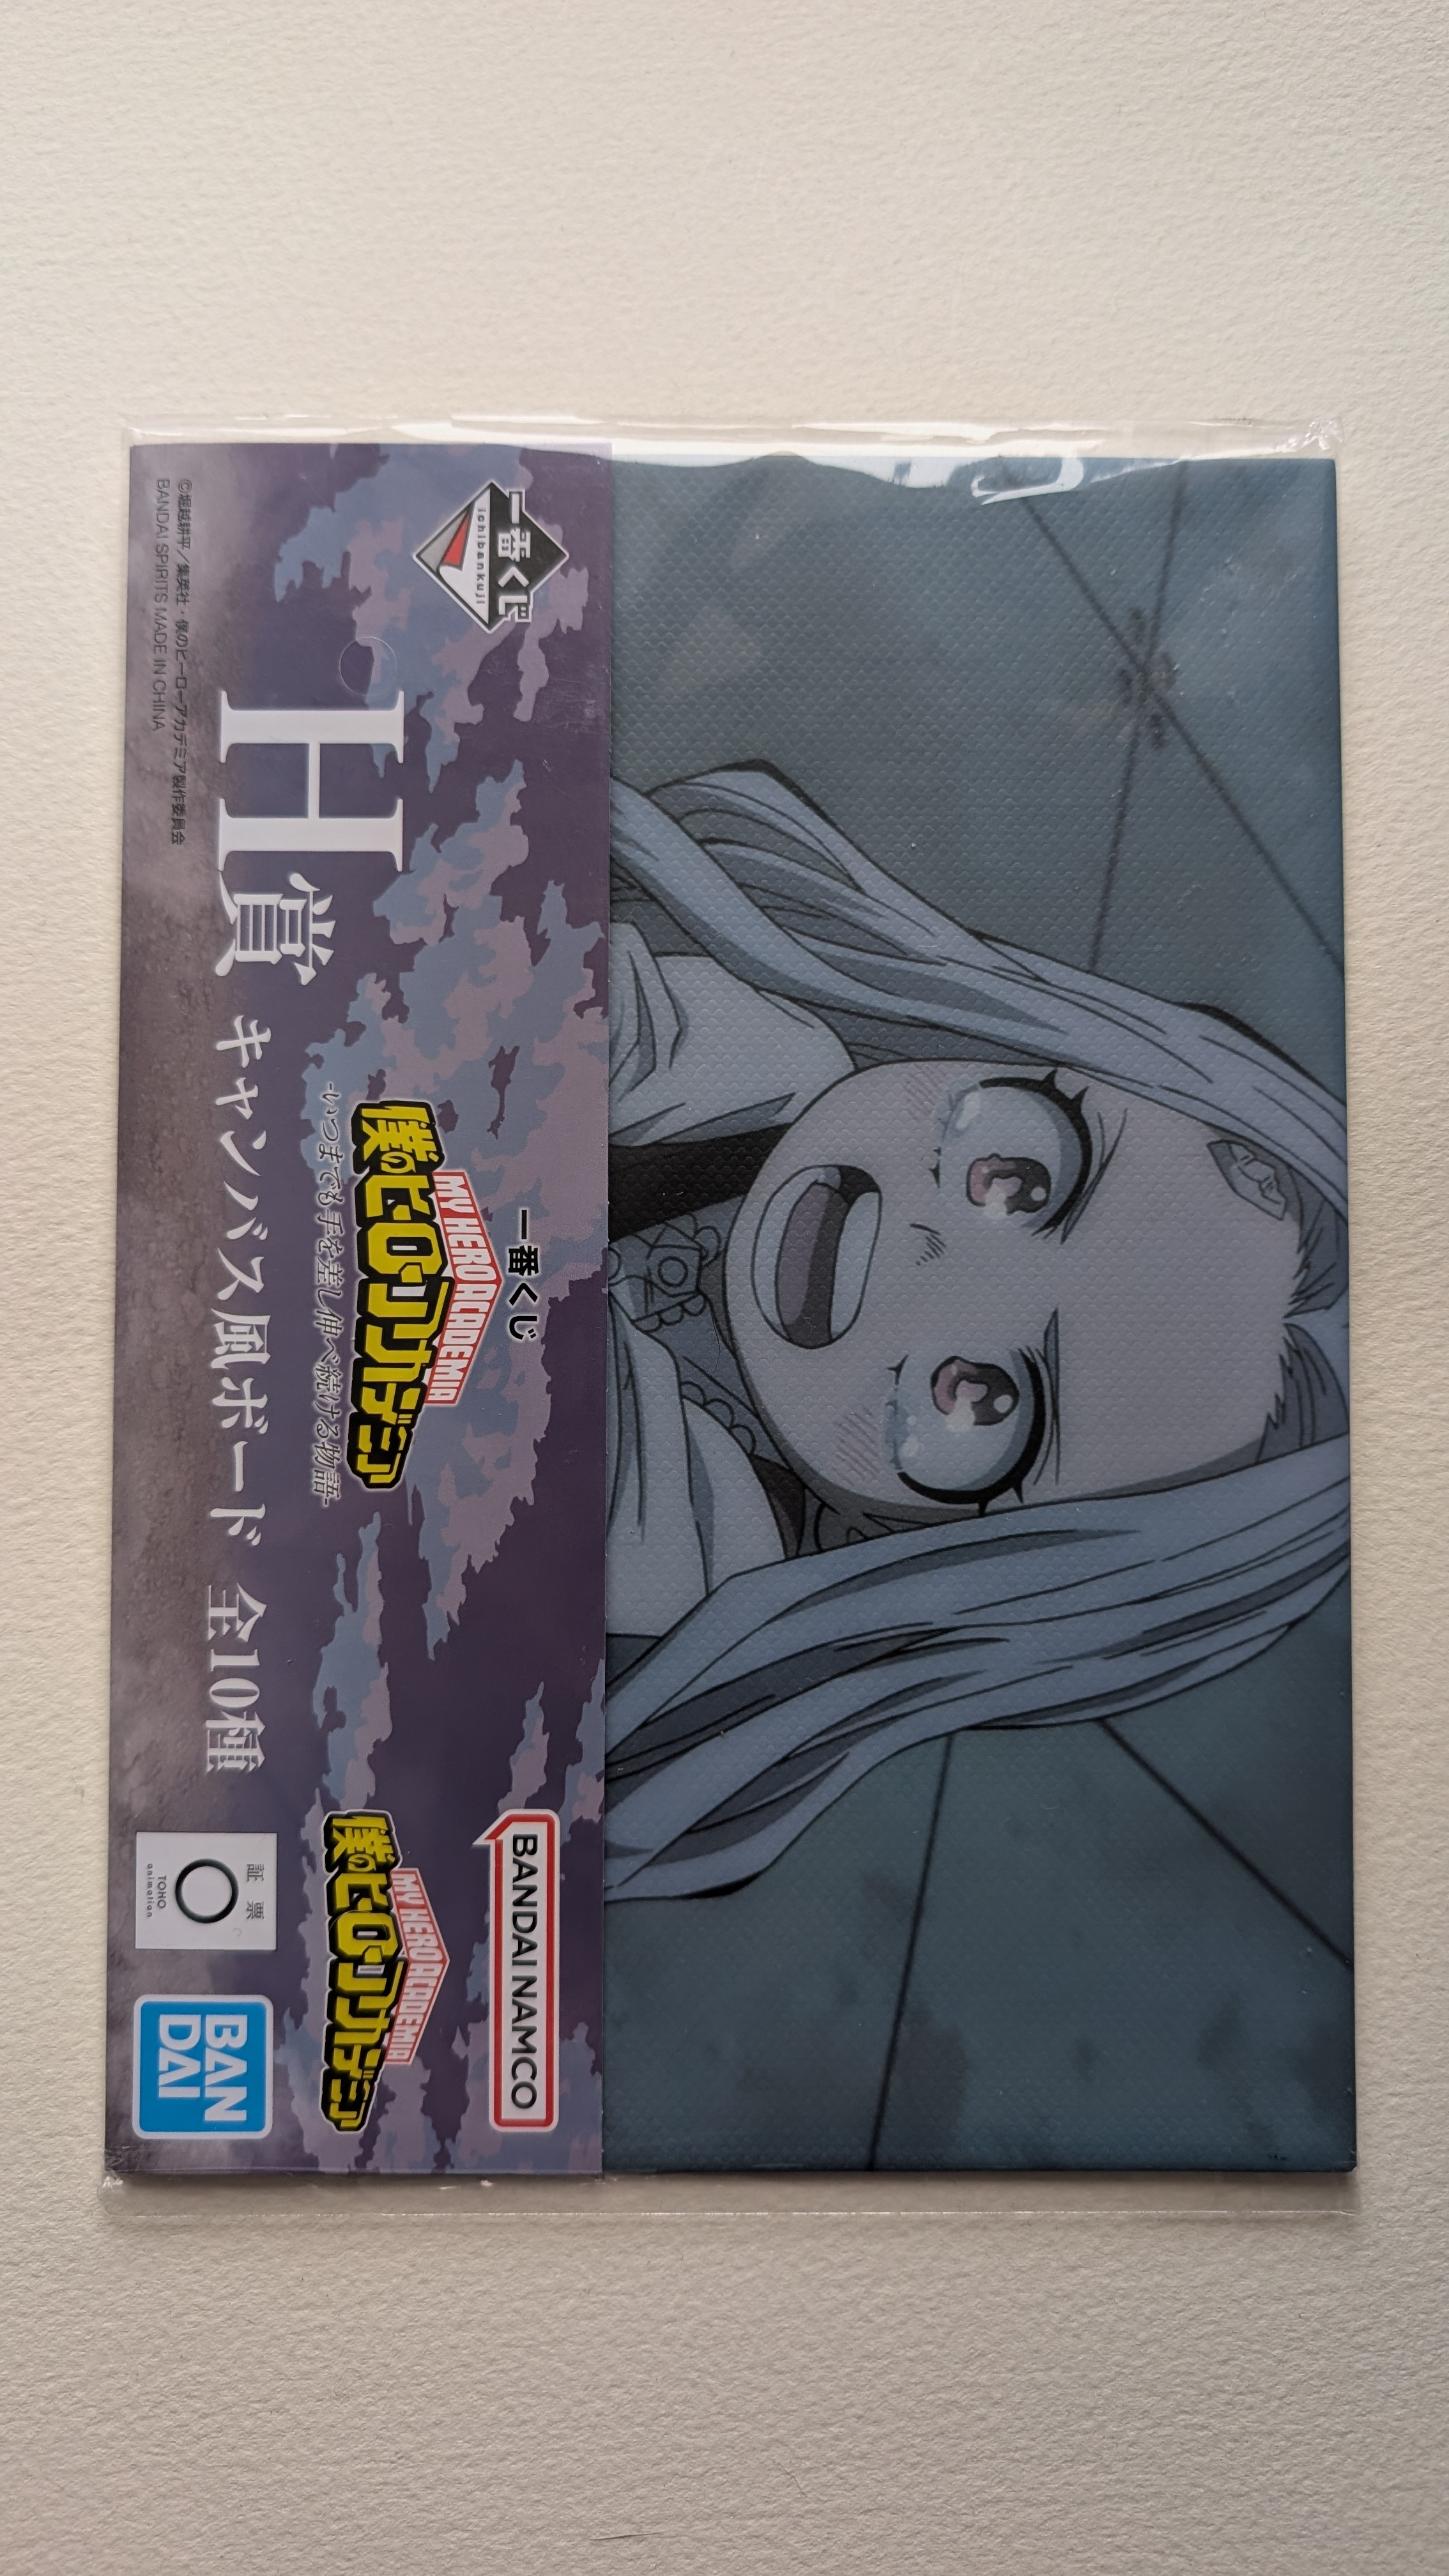 一番くじ
ichibankuji
一番くじ
MY HERO ACADEMIA
僕のヒーローアカデミア
-いつまでも手を差し伸べ続ける物語-
H賞 キャンバス風ボード 全10種
©堀越耕平／集英社・僕のヒーローアカデミア製作委員会
BANDAI SPIRITS MADE IN CHINA
BANDAI NAMCO
MY HERO ACADEMIA
僕のヒーローアカデミア
証票
TOHO
animation
BAN
DAI